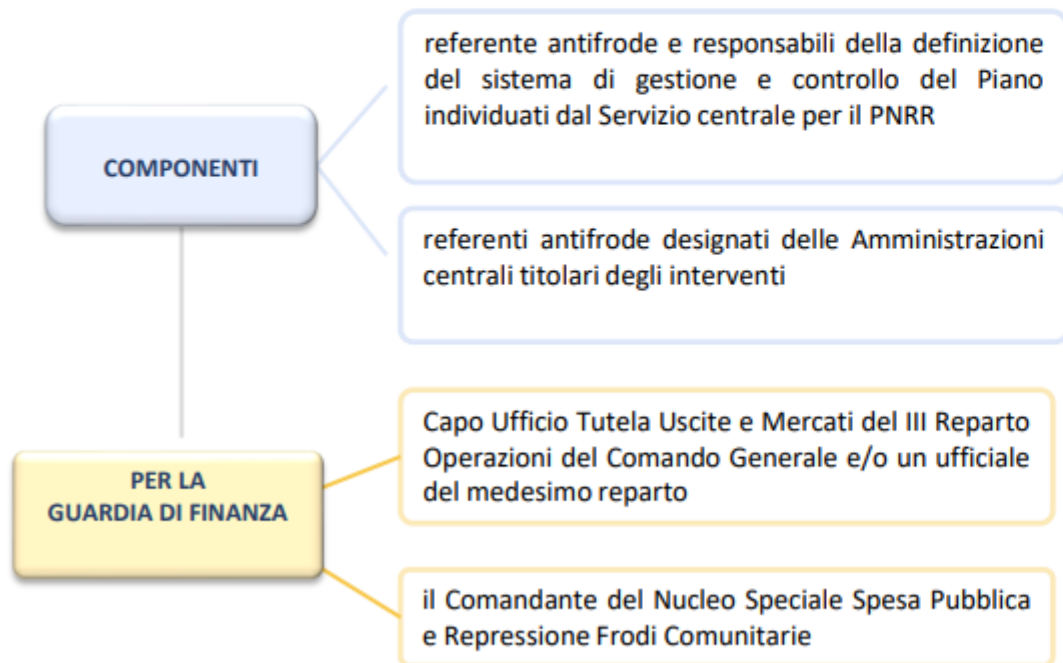 referente antifrode e responsabili della definizione
del sistema di gestione e controllo del Piano
individuati dal Servizio centrale per il PNRR
COMPONENTI
referenti antifrode designati delle Amministrazioni
centrali titolari degli interventi
Capo Ufficio Tutela Uscite e Mercati del III Reparto
Operazioni del Comando Generale e/o un ufficiale
del medesimo reparto
PER LA
GUARDIA DI FINANZA
il Comandante del Nucleo Speciale Spesa Pubblica
e Repressione Frodi Comunitarie